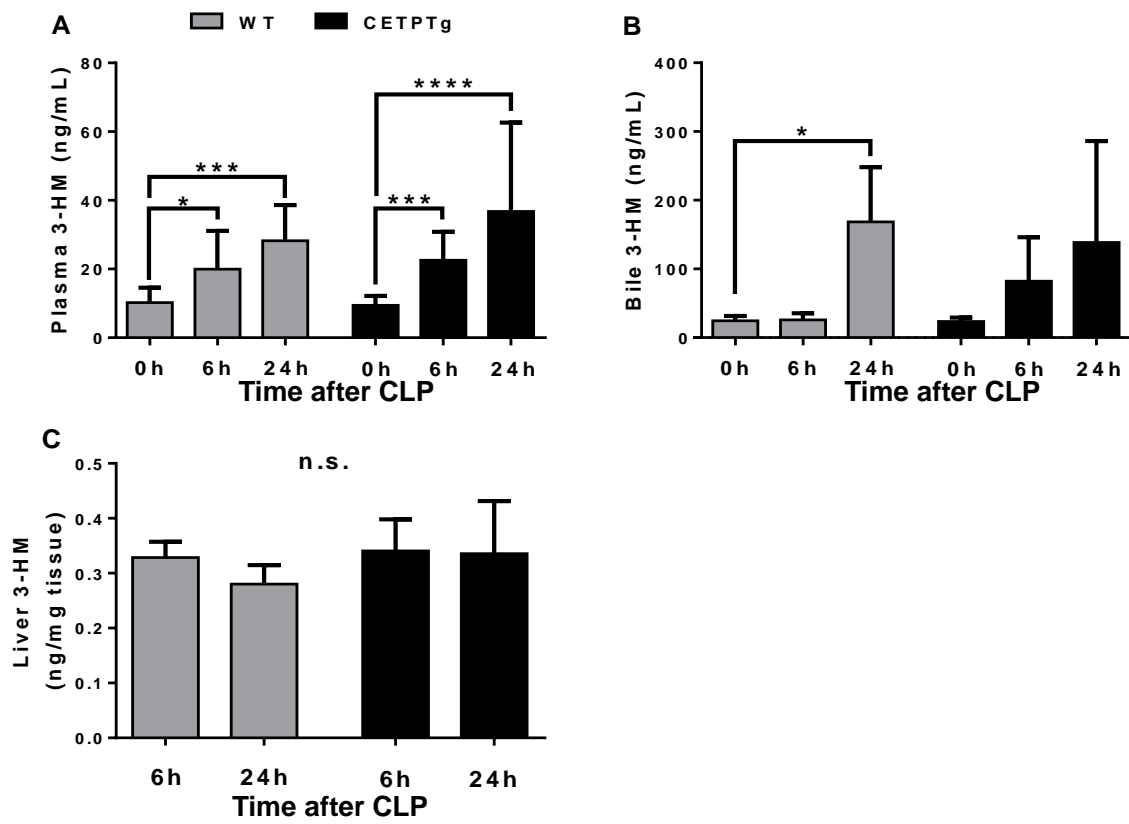 A
WT CETPTg
Plasma 3-HM (ng/mL)
80
60
40
20
0
*
***
***
****
0h 6h 24h 0h 6h 24h
Time after CLP
B
Bile 3-HM (ng/mL)
400
300
200
100
0
*
0h 6h 24h 0h 6h 24h
Time after CLP
C
n.s.
Liver 3-HM
(ng/mg tissue)
0.5
0.4
0.3
0.2
0.1
0.0
6h 24h 6h 24h
Time after CLP